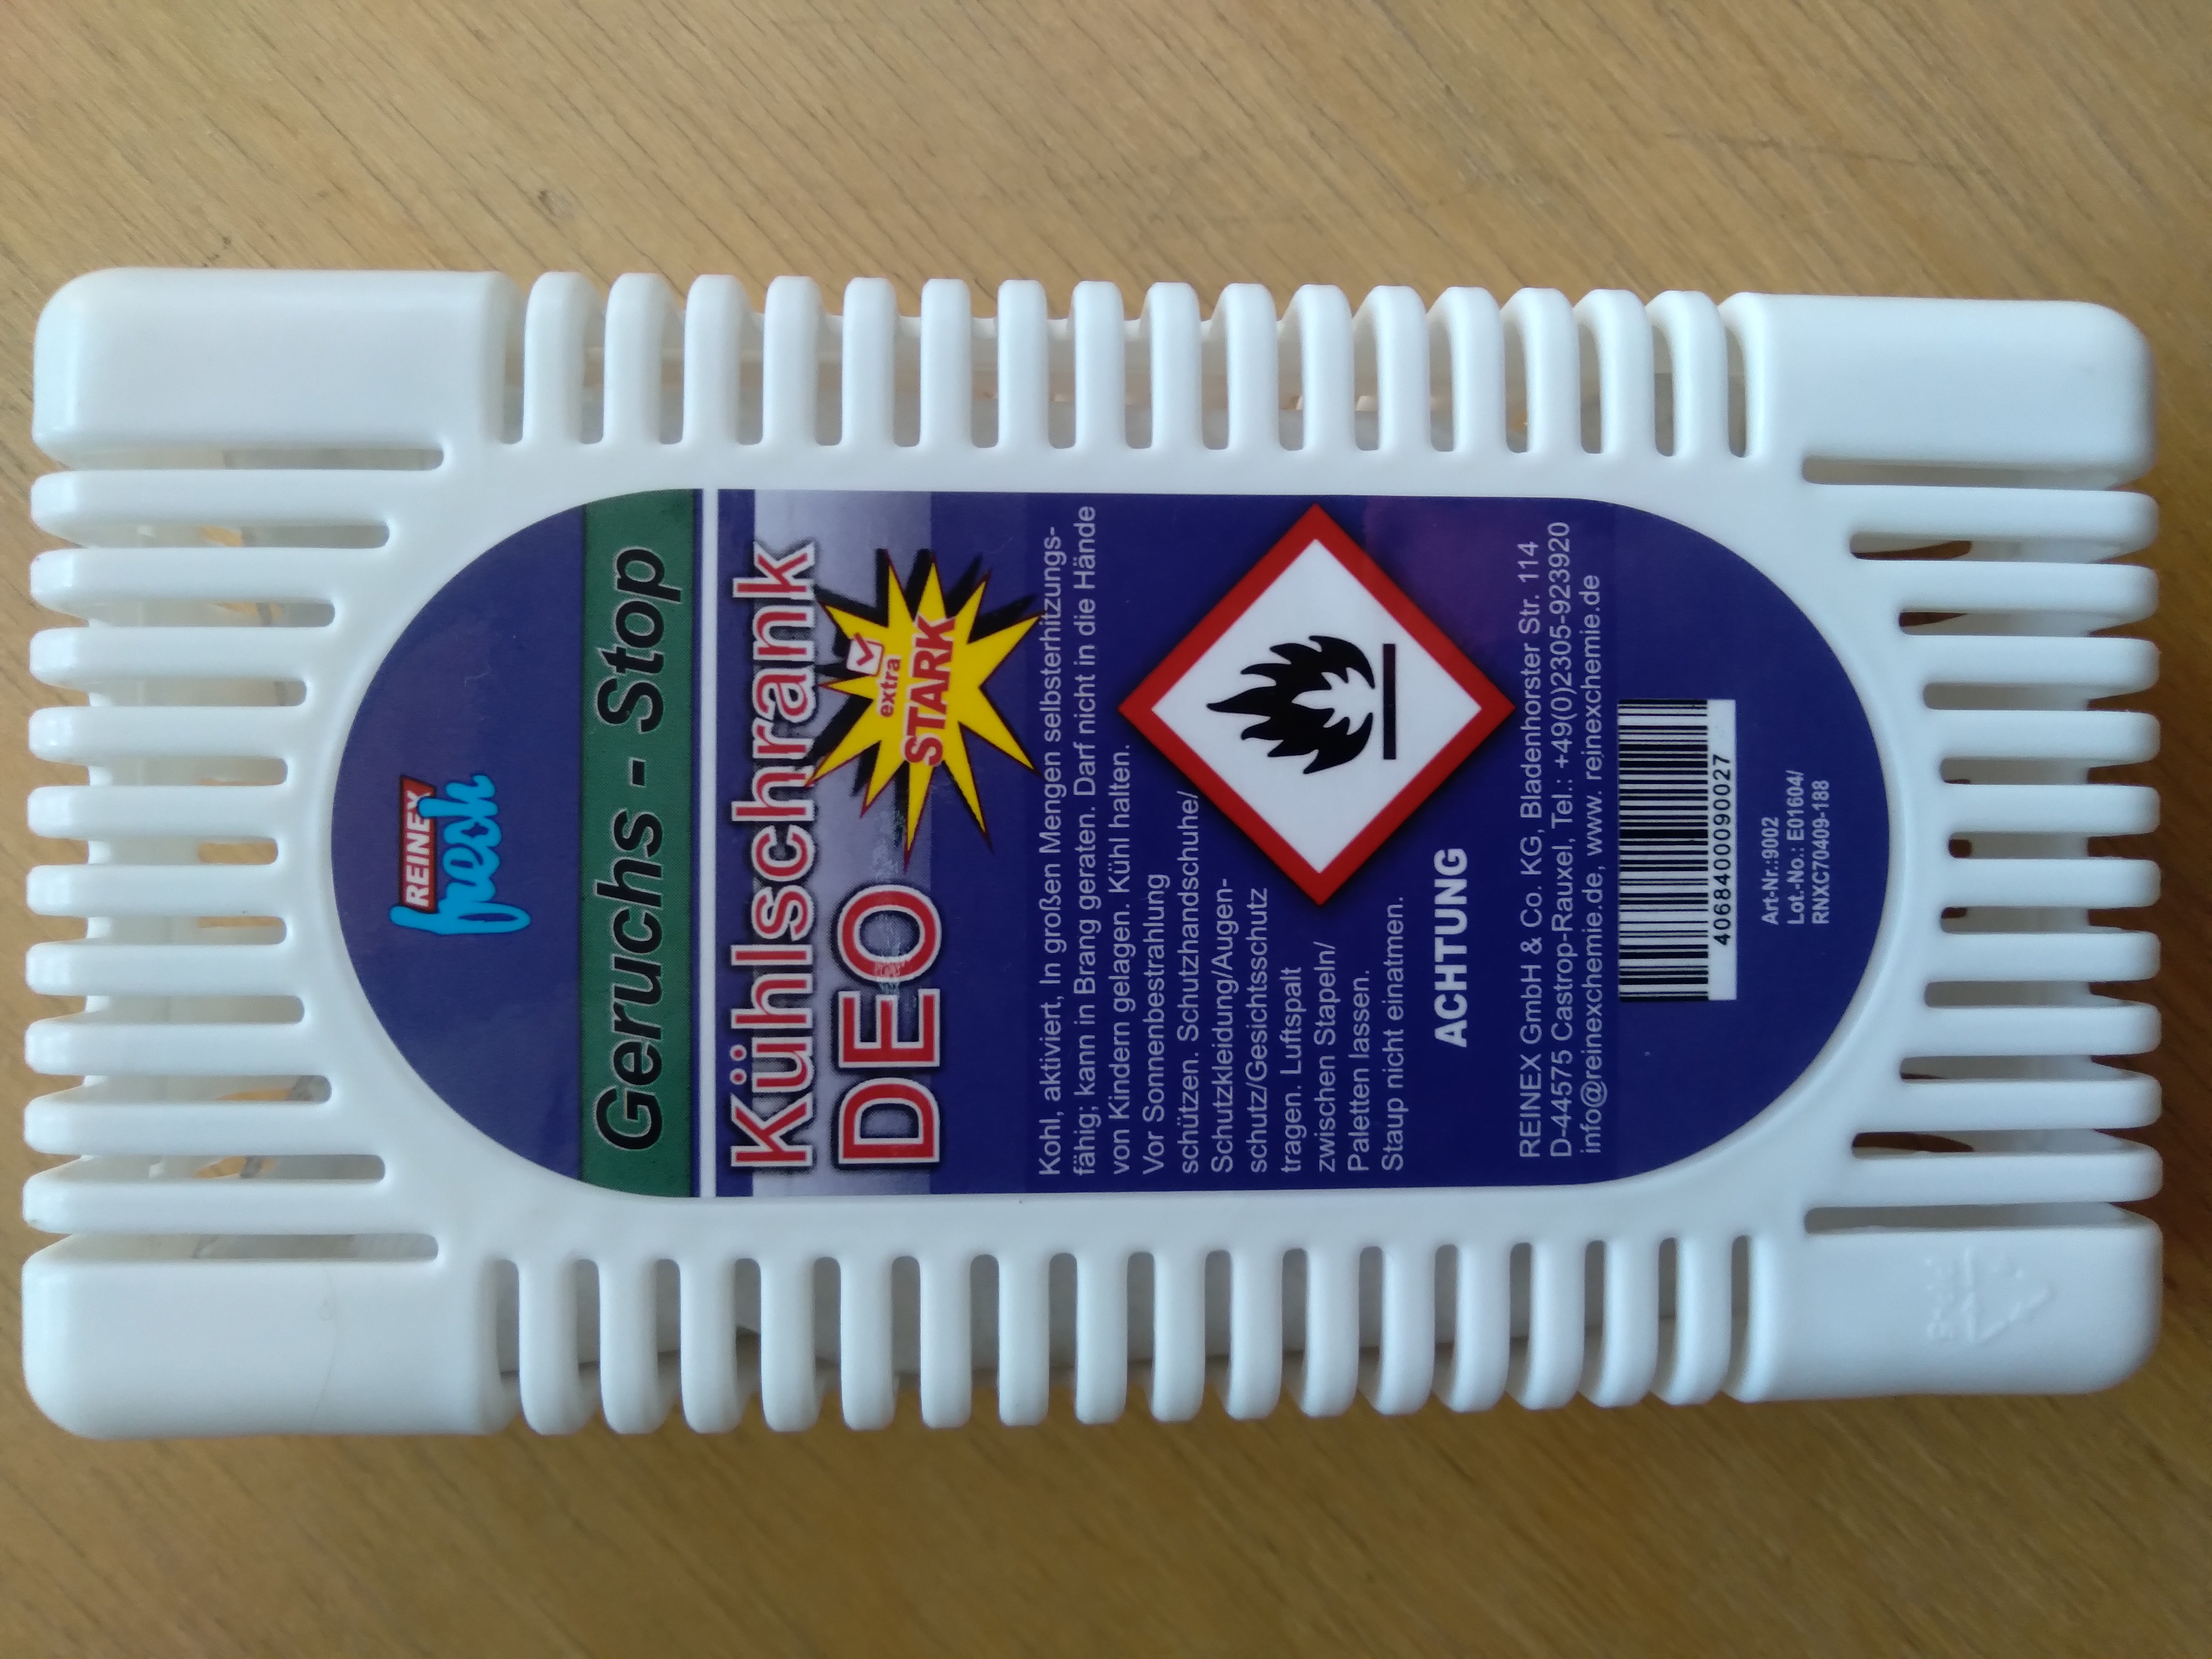 REINEX
fresh
Geruchs - Stop
Kühlschrank
DEO
extra
STARK
Kohl, aktiviert, In großen Mengen selbsterhitzungs-
fähig; kann in Brang geraten. Darf nicht in die Hände
von Kindern gelagen. Kühl halten.
Vor Sonnenbestrahlung
schützen. Schutzhandschuhe/
Schutzkleidung/Augen-
schutz/Gesichtsschutz
tragen. Luftspalt
zwischen Stapeln/
Paletten lassen.
Staup nicht einatmen.
ACHTUNG
REINEX GmbH & Co. KG, Bladenhorster Str. 114
D-44575 Castrop-Rauxel, Tel.: +49(0)2305-923920
info@reinexchemie.de, www. reinexchemie.de
4068400090027
Art-Nr.:9002
Lot.-No.: E01604/
RNXC70409-188